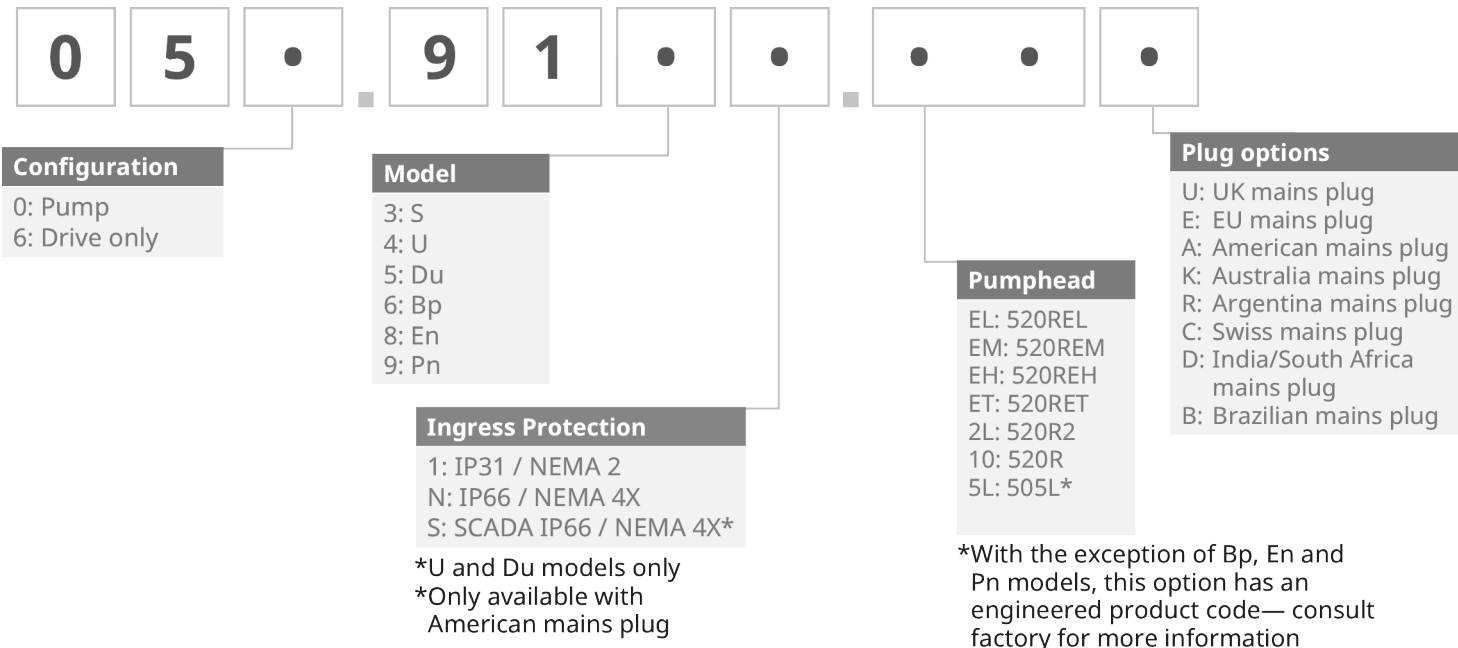 0 5 • . 9 1 • • . • • •
Configuration
0: Pump
6: Drive only
Model
3: S
4: U
5: Du
6: Bp
8: En
9: Pn
Ingress Protection
1: IP31 / NEMA 2
N: IP66 / NEMA 4X
S: SCADA IP66 / NEMA 4X*
*U and Du models only
*Only available with
American mains plug
Pumphead
EL: 520REL
EM: 520REM
EH: 520REH
ET: 520RET
2L: 520R2
10: 520R
5L: 505L*
*With the exception of Bp, En and
Pn models, this option has an
engineered product code— consult
factory for more information
Plug options
U: UK mains plug
E: EU mains plug
A: American mains plug
K: Australia mains plug
R: Argentina mains plug
C: Swiss mains plug
D: India/South Africa
mains plug
B: Brazilian mains plug